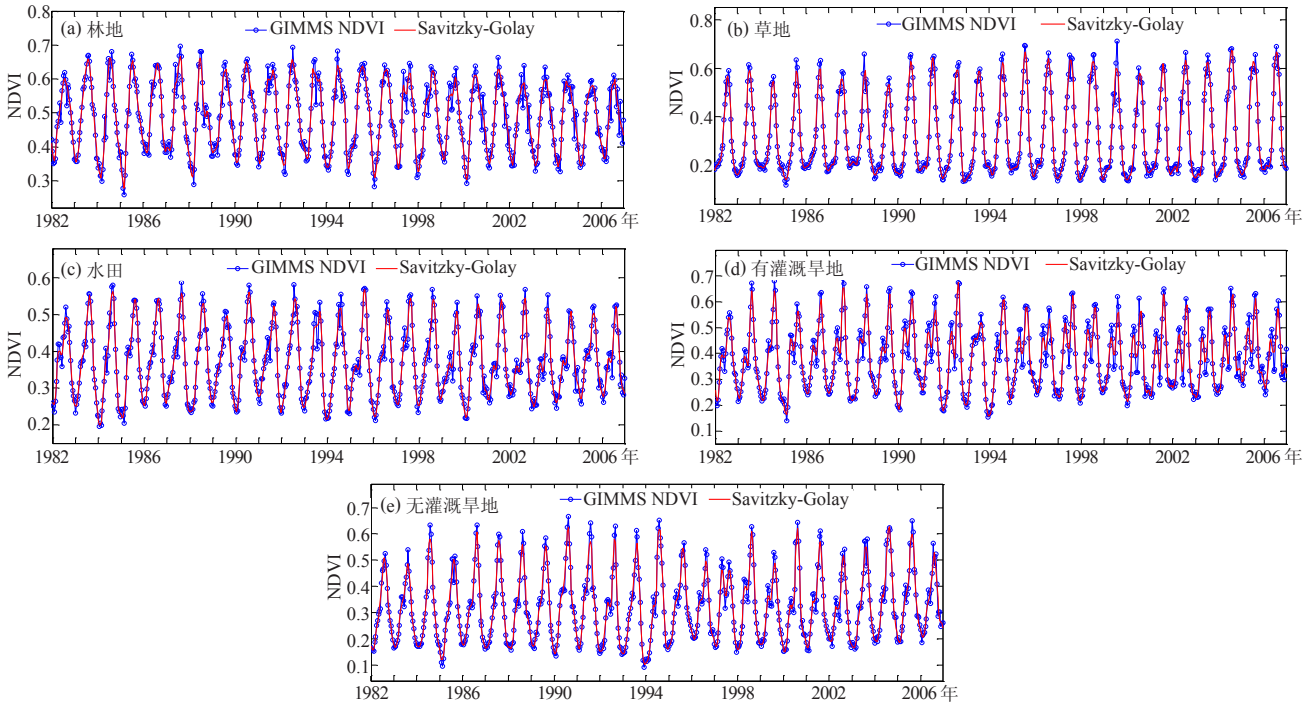 (a) 林地
GIMMS NDVI
Savitzky-Golay
0.8
0.7
0.6
0.5
0.4
0.3
NDVI
1982 1986 1990 1994 1998 2002 2006 年
(b) 草地
GIMMS NDVI
Savitzky-Golay
0.8
0.6
0.4
0.2
NDVI
1982 1986 1990 1994 1998 2002 2006 年
(c) 水田
GIMMS NDVI
Savitzky-Golay
0.6
0.5
0.4
0.3
0.2
NDVI
1982 1986 1990 1994 1998 2002 2006 年
(d) 有灌溉旱地
GIMMS NDVI
Savitzky-Golay
0.7
0.6
0.5
0.4
0.3
0.2
0.1
NDVI
1982 1986 1990 1994 1998 2002 2006 年
(e) 无灌溉旱地
GIMMS NDVI
Savitzky-Golay
0.7
0.6
0.5
0.4
0.3
0.2
0.1
NDVI
1982 1986 1990 1994 1998 2002 2006 年